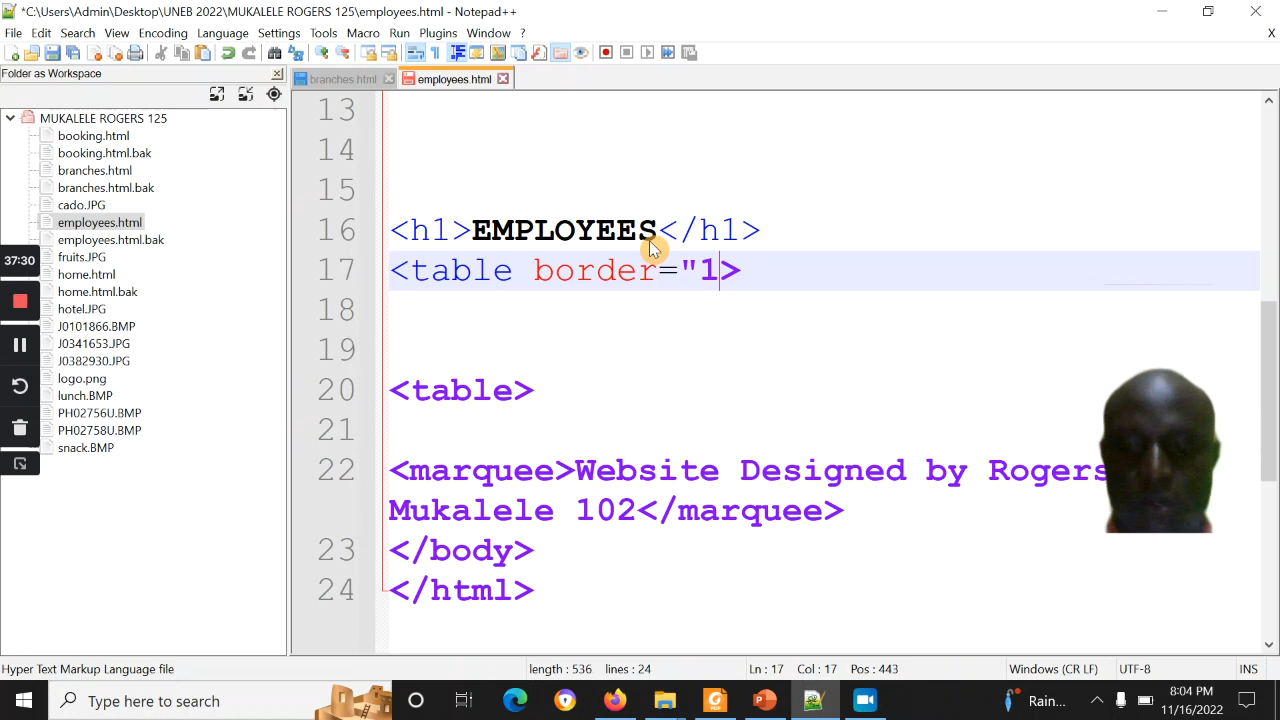 *C:\Users\Admin\Desktop\UNEB 2022\MUKALELE ROGERS 125\employees.html - Notepad++
File Edit Search View Encoding Language Settings Tools Macro Run Plugins Window ? X
Folder as Workspace
branches.html employees.html
MUKALELE ROGERS 125
booking.html
booking.html.bak
branches.html
branches.html.bak
cado.JPG
employees.html
employees.html.bak
fruits.JPG
home.html
home.html.bak
hotel.JPG
J0101866.BMP
J0341653.JPG
J0382930.JPG
logo.png
lunch.BMP
PH02756U.BMP
PH02758U.BMP
snack.BMP
37:30
13
14
15
16 <h1>EMPLOYEES</h1>
17 <table border="1>
18
19
20 <table>
21
22 <marquee>Website Designed by Rogers
Mukalele 102</marquee>
23 </body>
24 </html>
Hyper Text Markup Language file length : 536 lines : 24 Ln : 17 Col : 17 Pos : 443 Windows (CR LF) UTF-8 INS
Type here to search Rain... 8:04 PM
11/16/2022